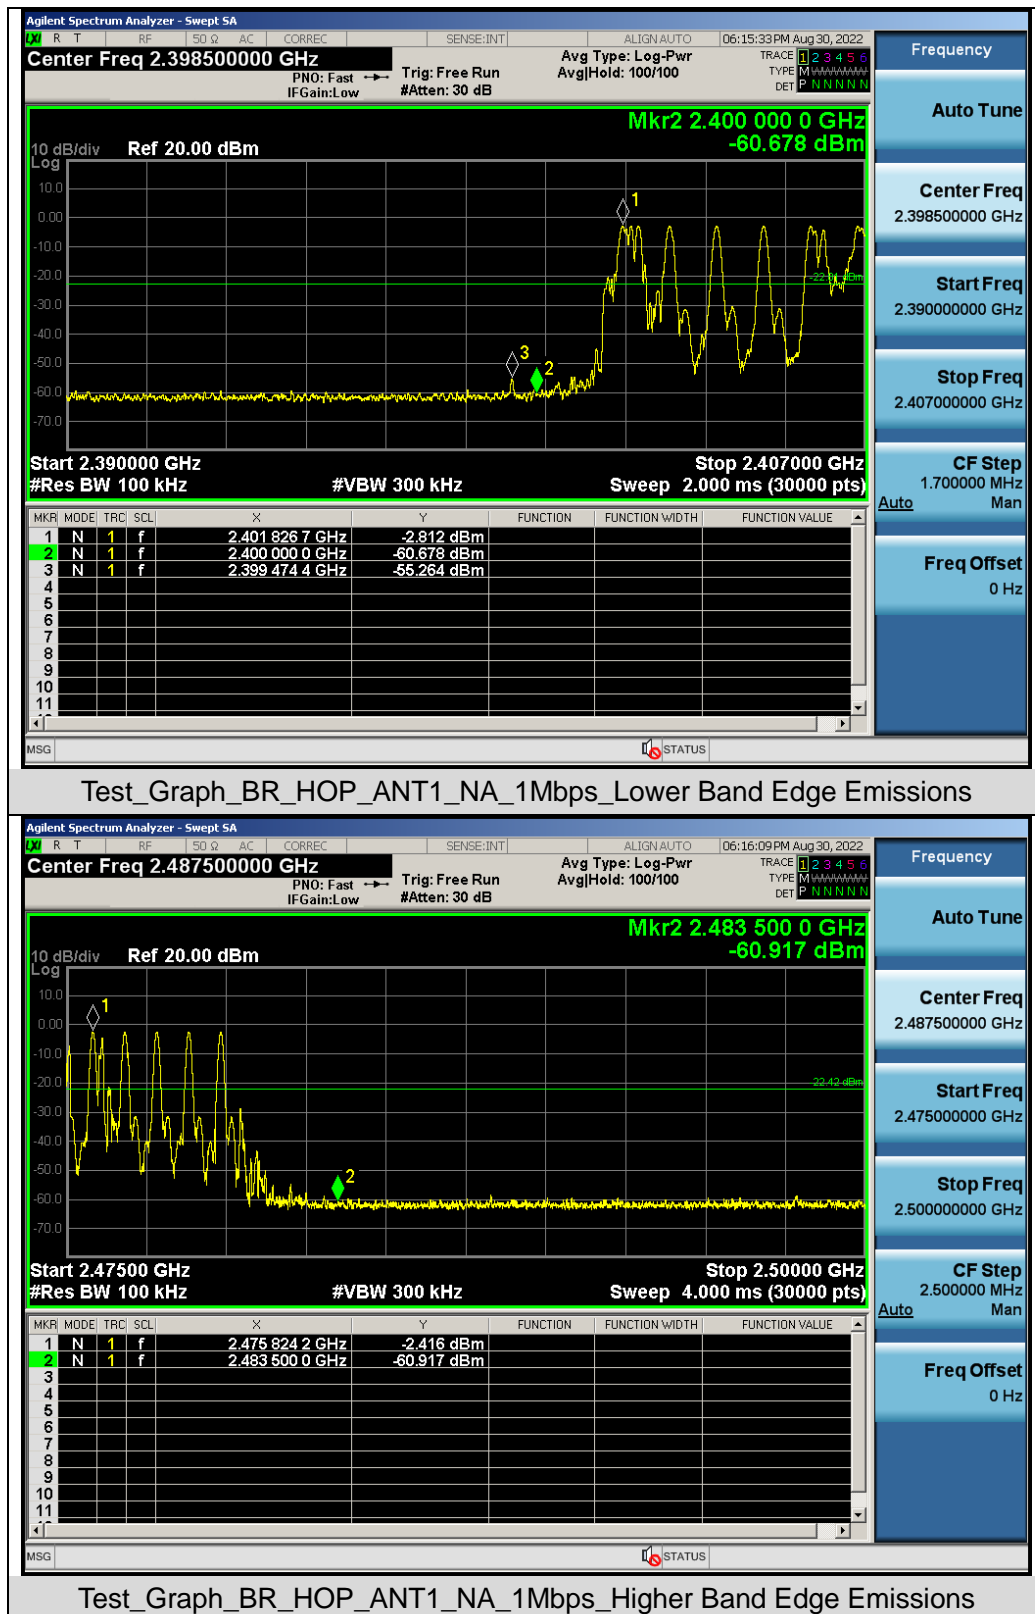 Agilent Spectrum Analyzer - Swept SA
LXI R T RF 50 Ω AC CORREC SENSE:INT ALIGN AUTO 06:15:33 PM Aug 30, 2022
Center Freq 2.398500000 GHz
PNO: Fast
IFGain:Low
Trig: Free Run
#Atten: 30 dB
Avg Type: Log-Pwr
Avg|Hold: 100/100
TRACE 1 2 3 4 5 6
TYPE M
DET P N N N N N
Frequency
Auto Tune
Mkr2 2.400 000 0 GHz
-60.678 dBm
10 dB/div
Log
Ref 20.00 dBm
10.0
0.00
-10.0
-20.0
-30.0
-40.0
-50.0
-60.0
-70.0
1
3
2
Center Freq
2.398500000 GHz
Start Freq
2.390000000 GHz
Stop Freq
2.407000000 GHz
CF Step
1.700000 MHz
Auto Man
Freq Offset
0 Hz
Start 2.390000 GHz Stop 2.407000 GHz
#Res BW 100 kHz #VBW 300 kHz Sweep 2.000 ms (30000 pts)
MKR MODE TRC SCL X Y FUNCTION FUNCTION WIDTH FUNCTION VALUE
1 N 1 f 2.401 826 7 GHz -2.812 dBm
2 N 1 f 2.400 000 0 GHz -60.678 dBm
3 N 1 f 2.399 474 4 GHz -55.264 dBm
4
5
6
7
8
9
10
11
MSG STATUS
Test_Graph_BR_HOP_ANT1_NA_1Mbps_Lower Band Edge Emissions
Agilent Spectrum Analyzer - Swept SA
LXI R T RF 50 Ω AC CORREC SENSE:INT ALIGN AUTO 06:16:09 PM Aug 30, 2022
Center Freq 2.487500000 GHz
PNO: Fast
IFGain:Low
Trig: Free Run
#Atten: 30 dB
Avg Type: Log-Pwr
Avg|Hold: 100/100
TRACE 1 2 3 4 5 6
TYPE M
DET P N N N N N
Frequency
Auto Tune
Mkr2 2.483 500 0 GHz
-60.917 dBm
10 dB/div
Log
Ref 20.00 dBm
10.0
0.00
-10.0
-20.0
-30.0
-40.0
-50.0
-60.0
-70.0
1
-22.42 dBm
2
Center Freq
2.487500000 GHz
Start Freq
2.475000000 GHz
Stop Freq
2.500000000 GHz
CF Step
2.500000 MHz
Auto Man
Freq Offset
0 Hz
Start 2.47500 GHz Stop 2.50000 GHz
#Res BW 100 kHz #VBW 300 kHz Sweep 4.000 ms (30000 pts)
MKR MODE TRC SCL X Y FUNCTION FUNCTION WIDTH FUNCTION VALUE
1 N 1 f 2.475 824 2 GHz -2.416 dBm
2 N 1 f 2.483 500 0 GHz -60.917 dBm
3
4
5
6
7
8
9
10
11
MSG STATUS
Test_Graph_BR_HOP_ANT1_NA_1Mbps_Higher Band Edge Emissions